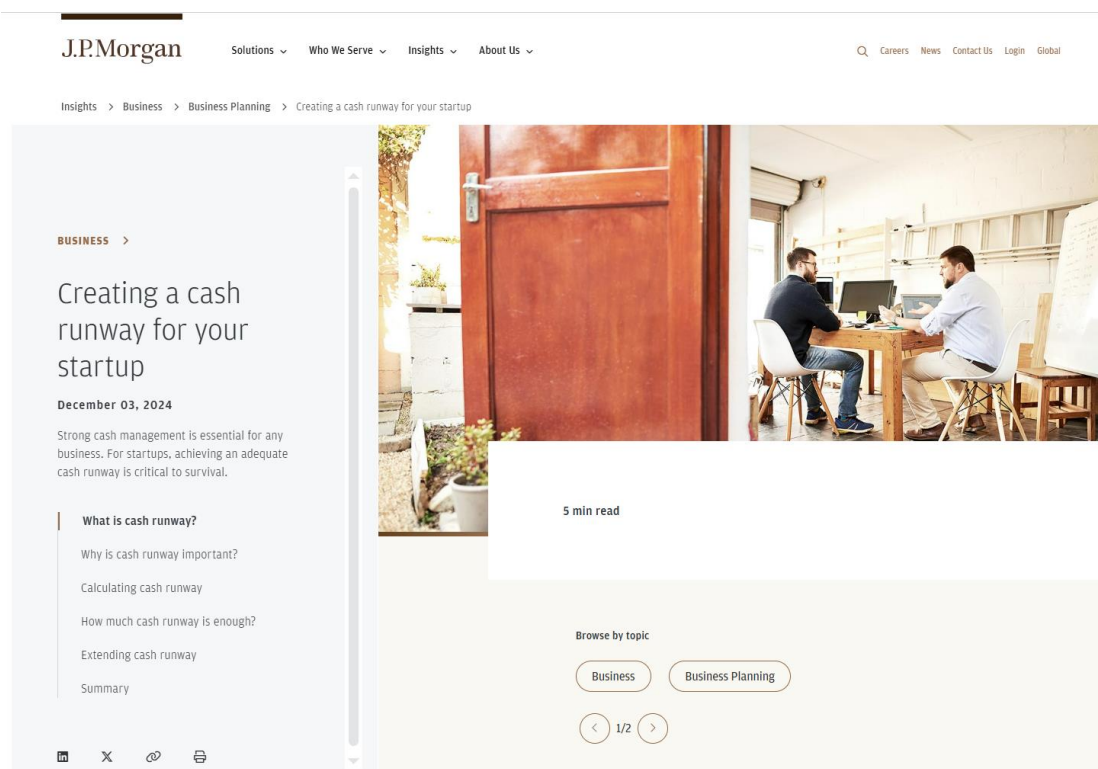 J.P.Morgan
Solutions
Who We Serve
Insights
About Us
Careers
News
Contact Us
Login
Global
Insights > Business > Business Planning > Creating a cash runway for your startup
BUSINESS >
Creating a cash
runway for your
startup
December 03, 2024
Strong cash management is essential for any
business. For startups, achieving an adequate
cash runway is critical to survival.
What is cash runway?
Why is cash runway important?
Calculating cash runway
How much cash runway is enough?
Extending cash runway
Summary
5 min read
Browse by topic
Business
Business Planning
1/2